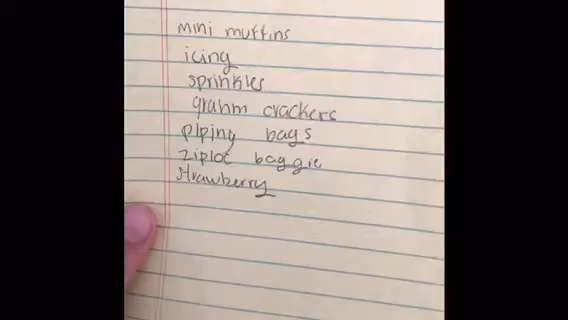 mini muffins
icing
sprinkles
grahm crackers
piping bags
ziploc baggie
strawberry